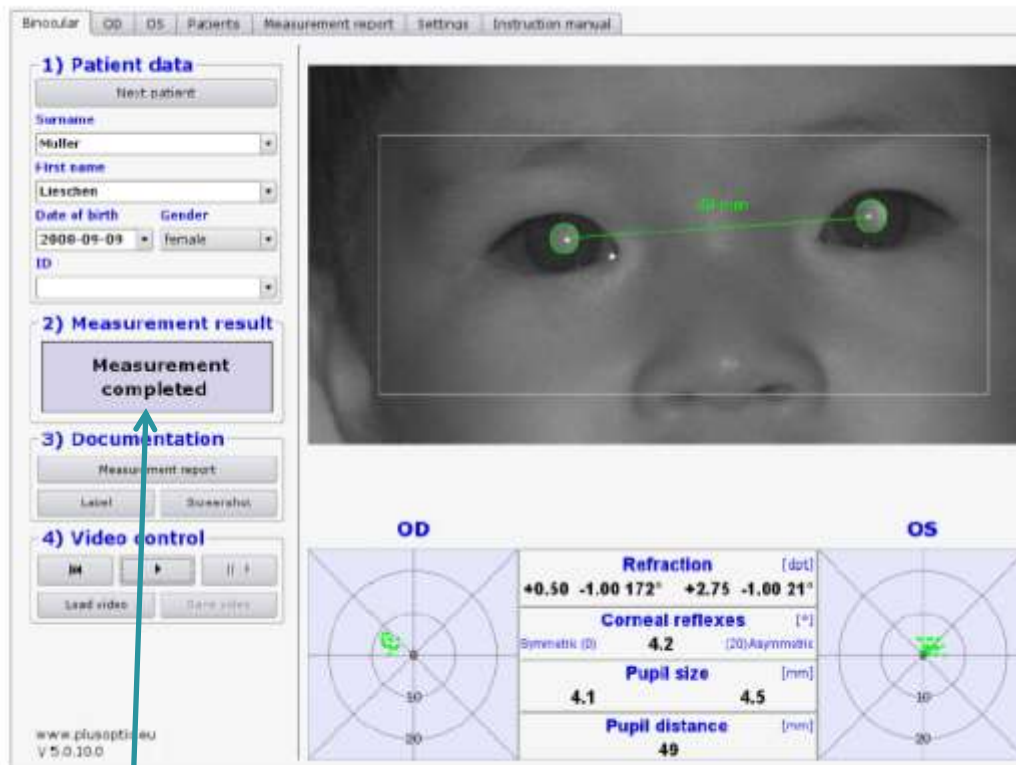 Binocular OD OS Patients Measurement report Settings Instruction manual
1) Patient data
Next patient
Surname
Muller
First name
Lieschen
Date of birth Gender
2008-09-09 female
ID
2) Measurement result
Measurement
completed
3) Documentation
Measurement report
Label Screenshot
4) Video control
Load video Save video
www.plusoptix.eu
V 5.0.10.0
49 mm
OD
OS
10
20
Refraction [dpt]
+0.50 -1.00 172° +2.75 -1.00 21°
Corneal reflexes [°]
Symmetric (0) 4.2 (20) Asymmetric
Pupil size [mm]
4.1 4.5
Pupil distance [mm]
49
10
20